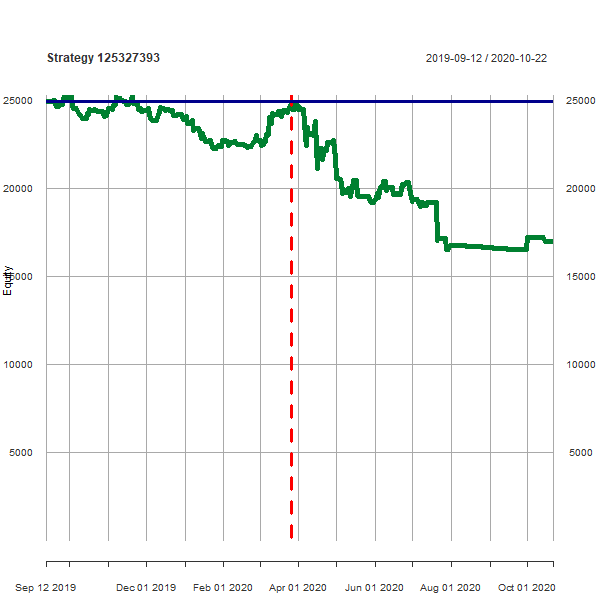 Strategy 125327393
2019-09-12 / 2020-10-22
25000
25000
20000
20000
15000
15000
10000
10000
5000
5000
Equity
Sep 12 2019
Dec 01 2019
Feb 01 2020
Apr 01 2020
Jun 01 2020
Aug 01 2020
Oct 01 2020